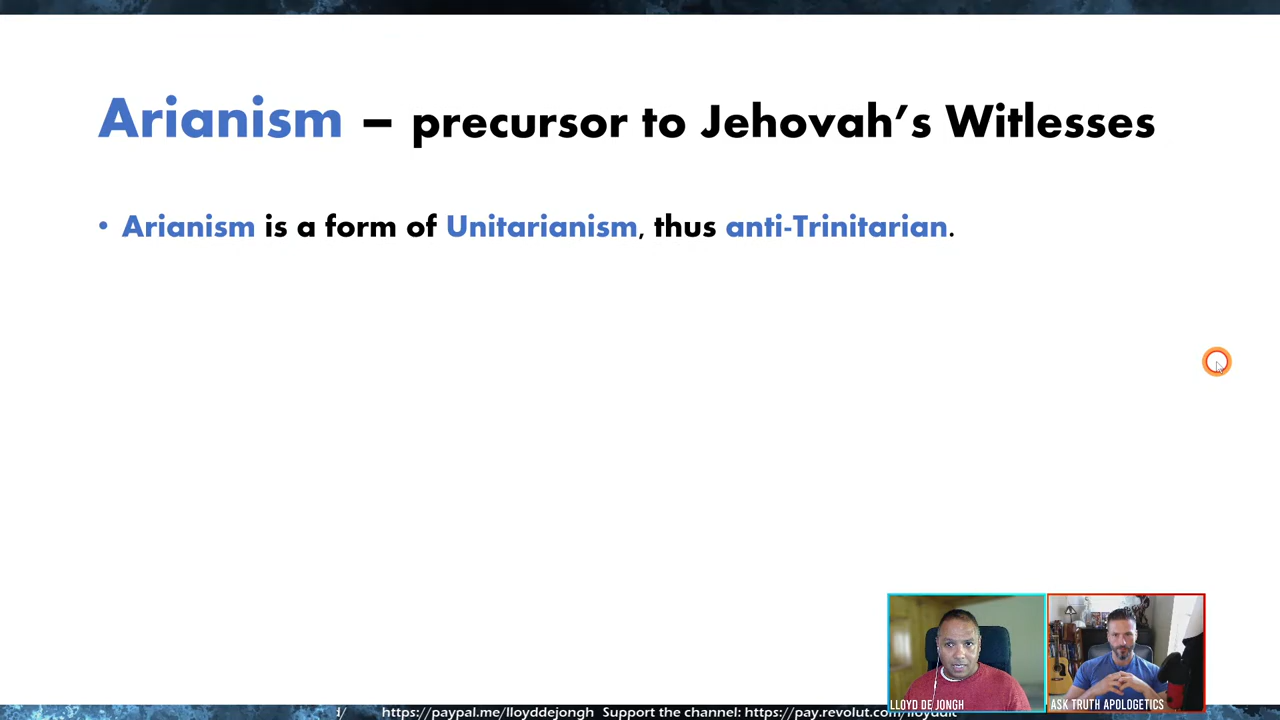 Arianism – precursor to Jehovah’s Witlesses
• Arianism is a form of Unitarianism, thus anti-Trinitarian.
LLOYD DE JONGH
ASK TRUTH APOLOGETICS
https://paypal.me/lloyddejongh Support the channel: https://pay.revolut.com/